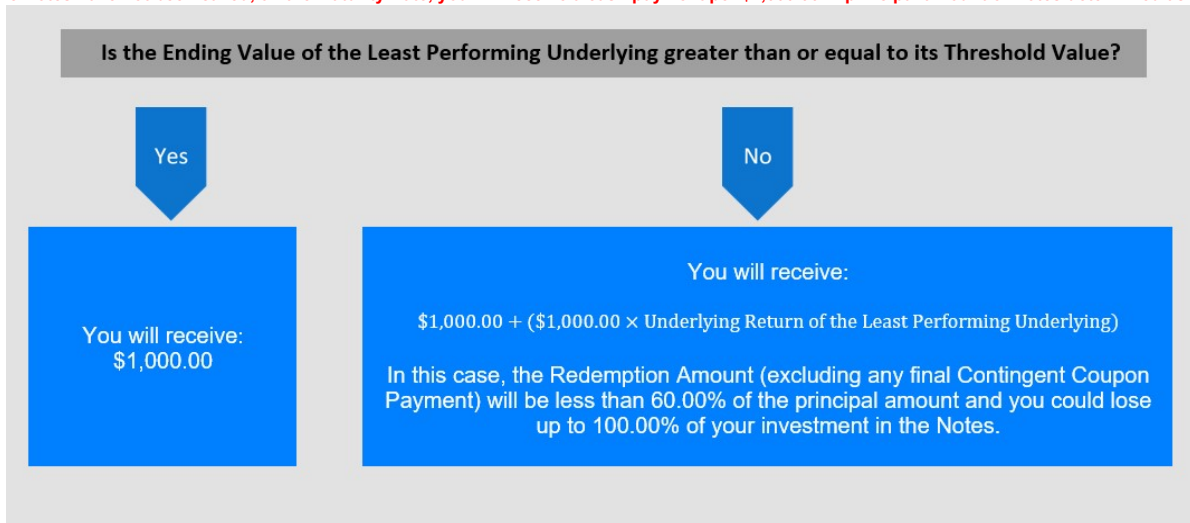 Is the Ending Value of the Least Performing Underlying greater than or equal to its Threshold Value?
Yes
No
You will receive:
$1,000.00
You will receive:
$1,000.00 + ($1,000.00 × Underlying Return of the Least Performing Underlying)
In this case, the Redemption Amount (excluding any final Contingent Coupon
Payment) will be less than 60.00% of the principal amount and you could lose
up to 100.00% of your investment in the Notes.